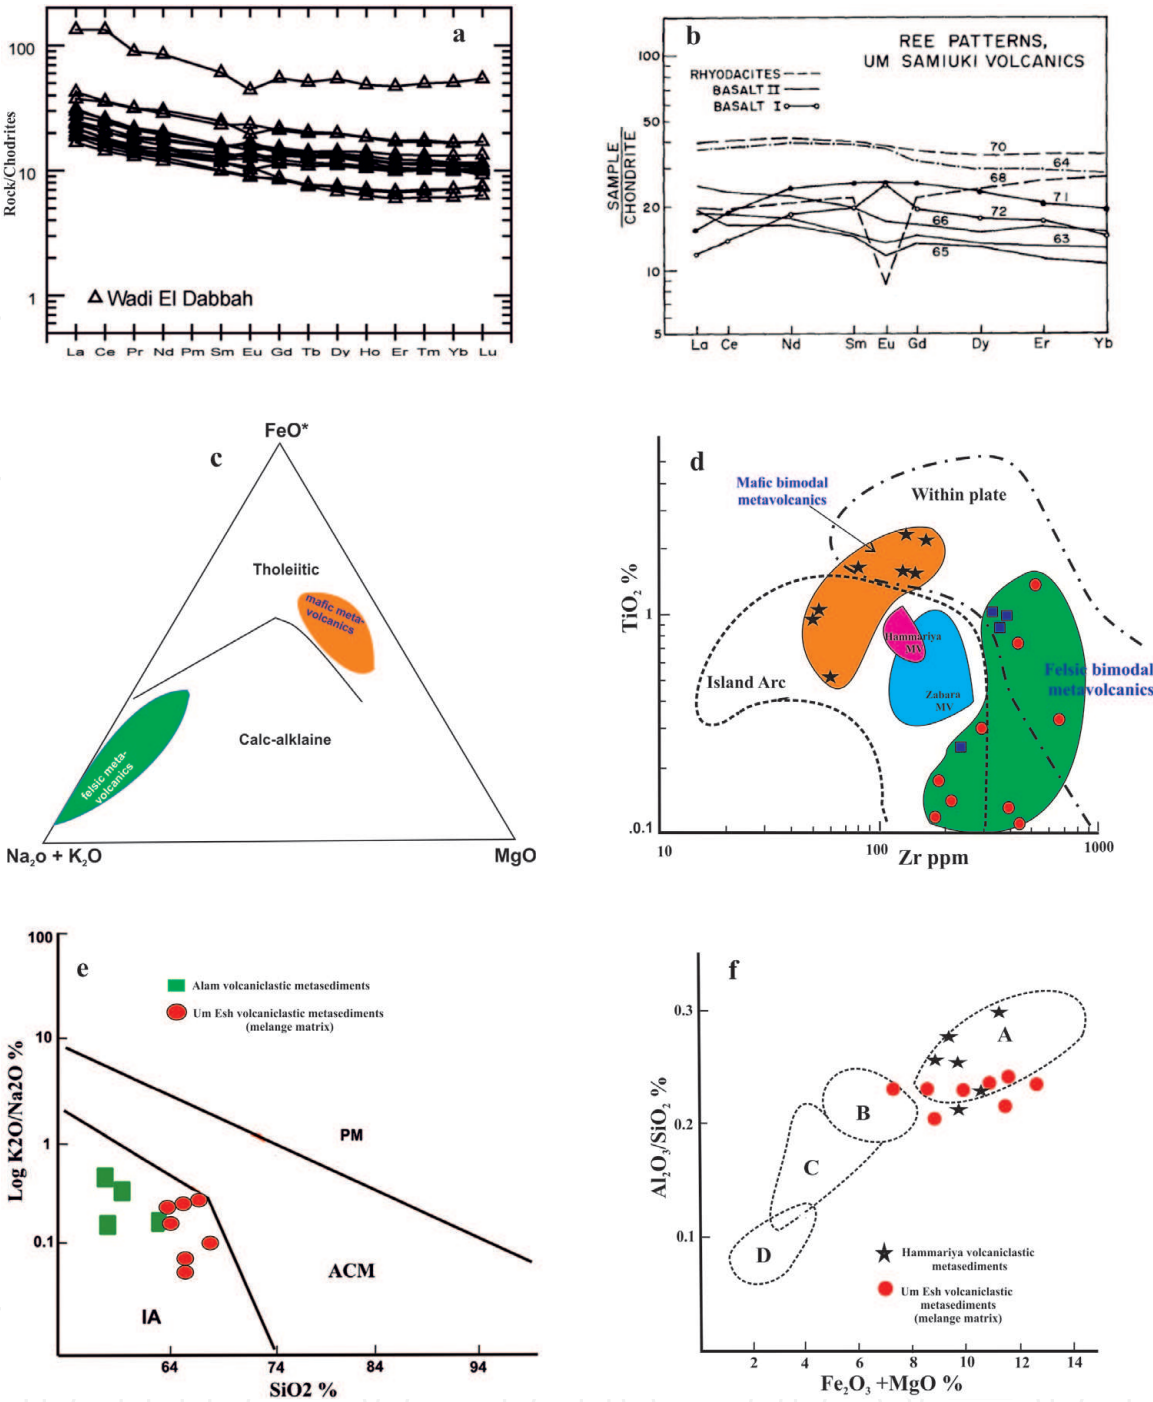 a
100
10
1
Rock/Chodrites
Wadi El Dabbah
La Ce Pr Nd Pm Sm Eu Gd Tb Dy Ho Er Tm Yb Lu
b
REE PATTERNS,
UM SAMIUKI VOLCANICS
RHYODACITES
BASALT II
BASALT I
100
50
20
10
5
SAMPLE
CHONDRITE
70
64
68
71
72
66
63
65
La Ce Nd Sm Eu Gd Dy Er Yb
c
FeO*
Tholeiitic
mafic meta-
volcanics
Calc-alklaine
felsic meta-
volcanics
Na2o + K2O
MgO
d
Mafic bimodal
metavolcanics
Within plate
TiO2 %
1
.1
Hammariya
MV
Island Arc
Zabara
MV
Felsic bimodal
metavolcanics
10
100
1000
Zr ppm
e
100
10
1
0.1
Log K2O/Na2O %
Alam volcaniclastic metasediments
Um Esh volcaniclastic metasediments
(melange matrix)
PM
ACM
IA
64 74 84 94
SiO2 %
f
0.3
0.2
0.1
Al2O3/SiO2 %
A
B
C
D
Hammariya volcaniclastic
metasediments
Um Esh volcaniclastic
metasediments
(melange matrix)
2 4 6 8 10 12 14
Fe2O3 +MgO %